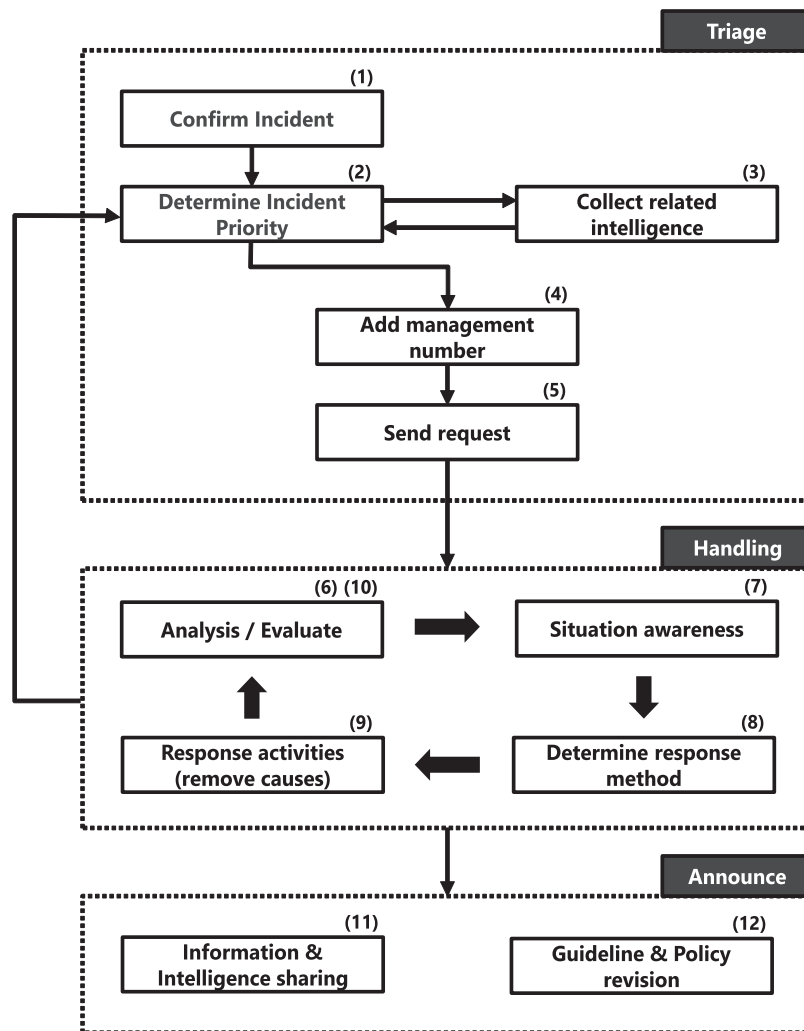 Triage
(1)
Confirm Incident
(2)
Determine Incident
Priority
(3)
Collect related
intelligence
(4)
Add management
number
(5)
Send request
Handling
(6) (10)
Analysis / Evaluate
(7)
Situation awareness
(9)
Response activities
(remove causes)
(8)
Determine response
method
Announce
(11)
Information &
Intelligence sharing
(12)
Guideline & Policy
revision